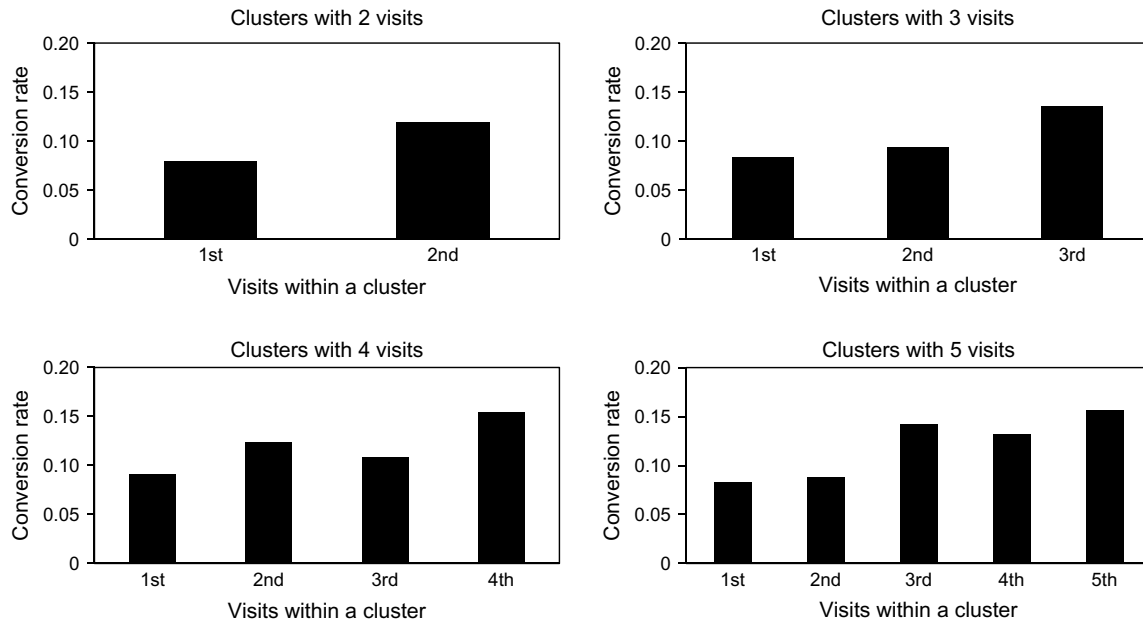 Clusters with 2 visits
Conversion rate
0.20
0.15
0.10
0.05
0
1st 2nd
Visits within a cluster
Clusters with 3 visits
Conversion rate
0.20
0.15
0.10
0.05
0
1st 2nd 3rd
Visits within a cluster
Clusters with 4 visits
Conversion rate
0.20
0.15
0.10
0.05
0
1st 2nd 3rd 4th
Visits within a cluster
Clusters with 5 visits
Conversion rate
0.20
0.15
0.10
0.05
0
1st 2nd 3rd 4th 5th
Visits within a cluster